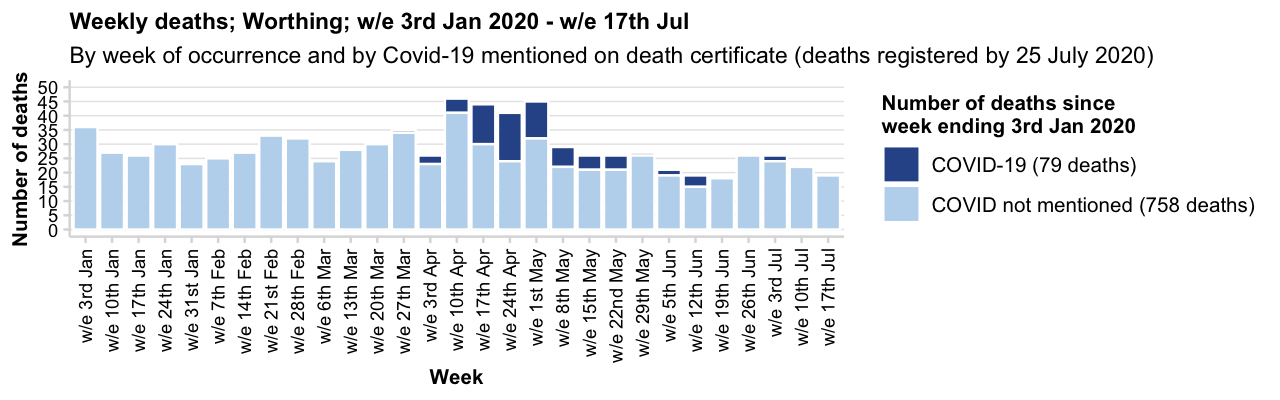 Weekly deaths; Worthing; w/e 3rd Jan 2020 - w/e 17th Jul
By week of occurrence and by Covid-19 mentioned on death certificate (deaths registered by 25 July 2020)
Number of deaths
50
45
40
35
30
25
20
15
10
5
0
w/e 3rd Jan
w/e 10th Jan
w/e 17th Jan
w/e 24th Jan
w/e 31st Jan
w/e 7th Feb
w/e 14th Feb
w/e 21st Feb
w/e 28th Feb
w/e 6th Mar
w/e 13th Mar
w/e 20th Mar
w/e 27th Mar
w/e 3rd Apr
w/e 10th Apr
w/e 17th Apr
w/e 24th Apr
w/e 1st May
w/e 8th May
w/e 15th May
w/e 22nd May
w/e 29th May
w/e 5th Jun
w/e 12th Jun
w/e 19th Jun
w/e 26th Jun
w/e 3rd Jul
w/e 10th Jul
w/e 17th Jul
Week
Number of deaths since
week ending 3rd Jan 2020
COVID-19 (79 deaths)
COVID not mentioned (758 deaths)